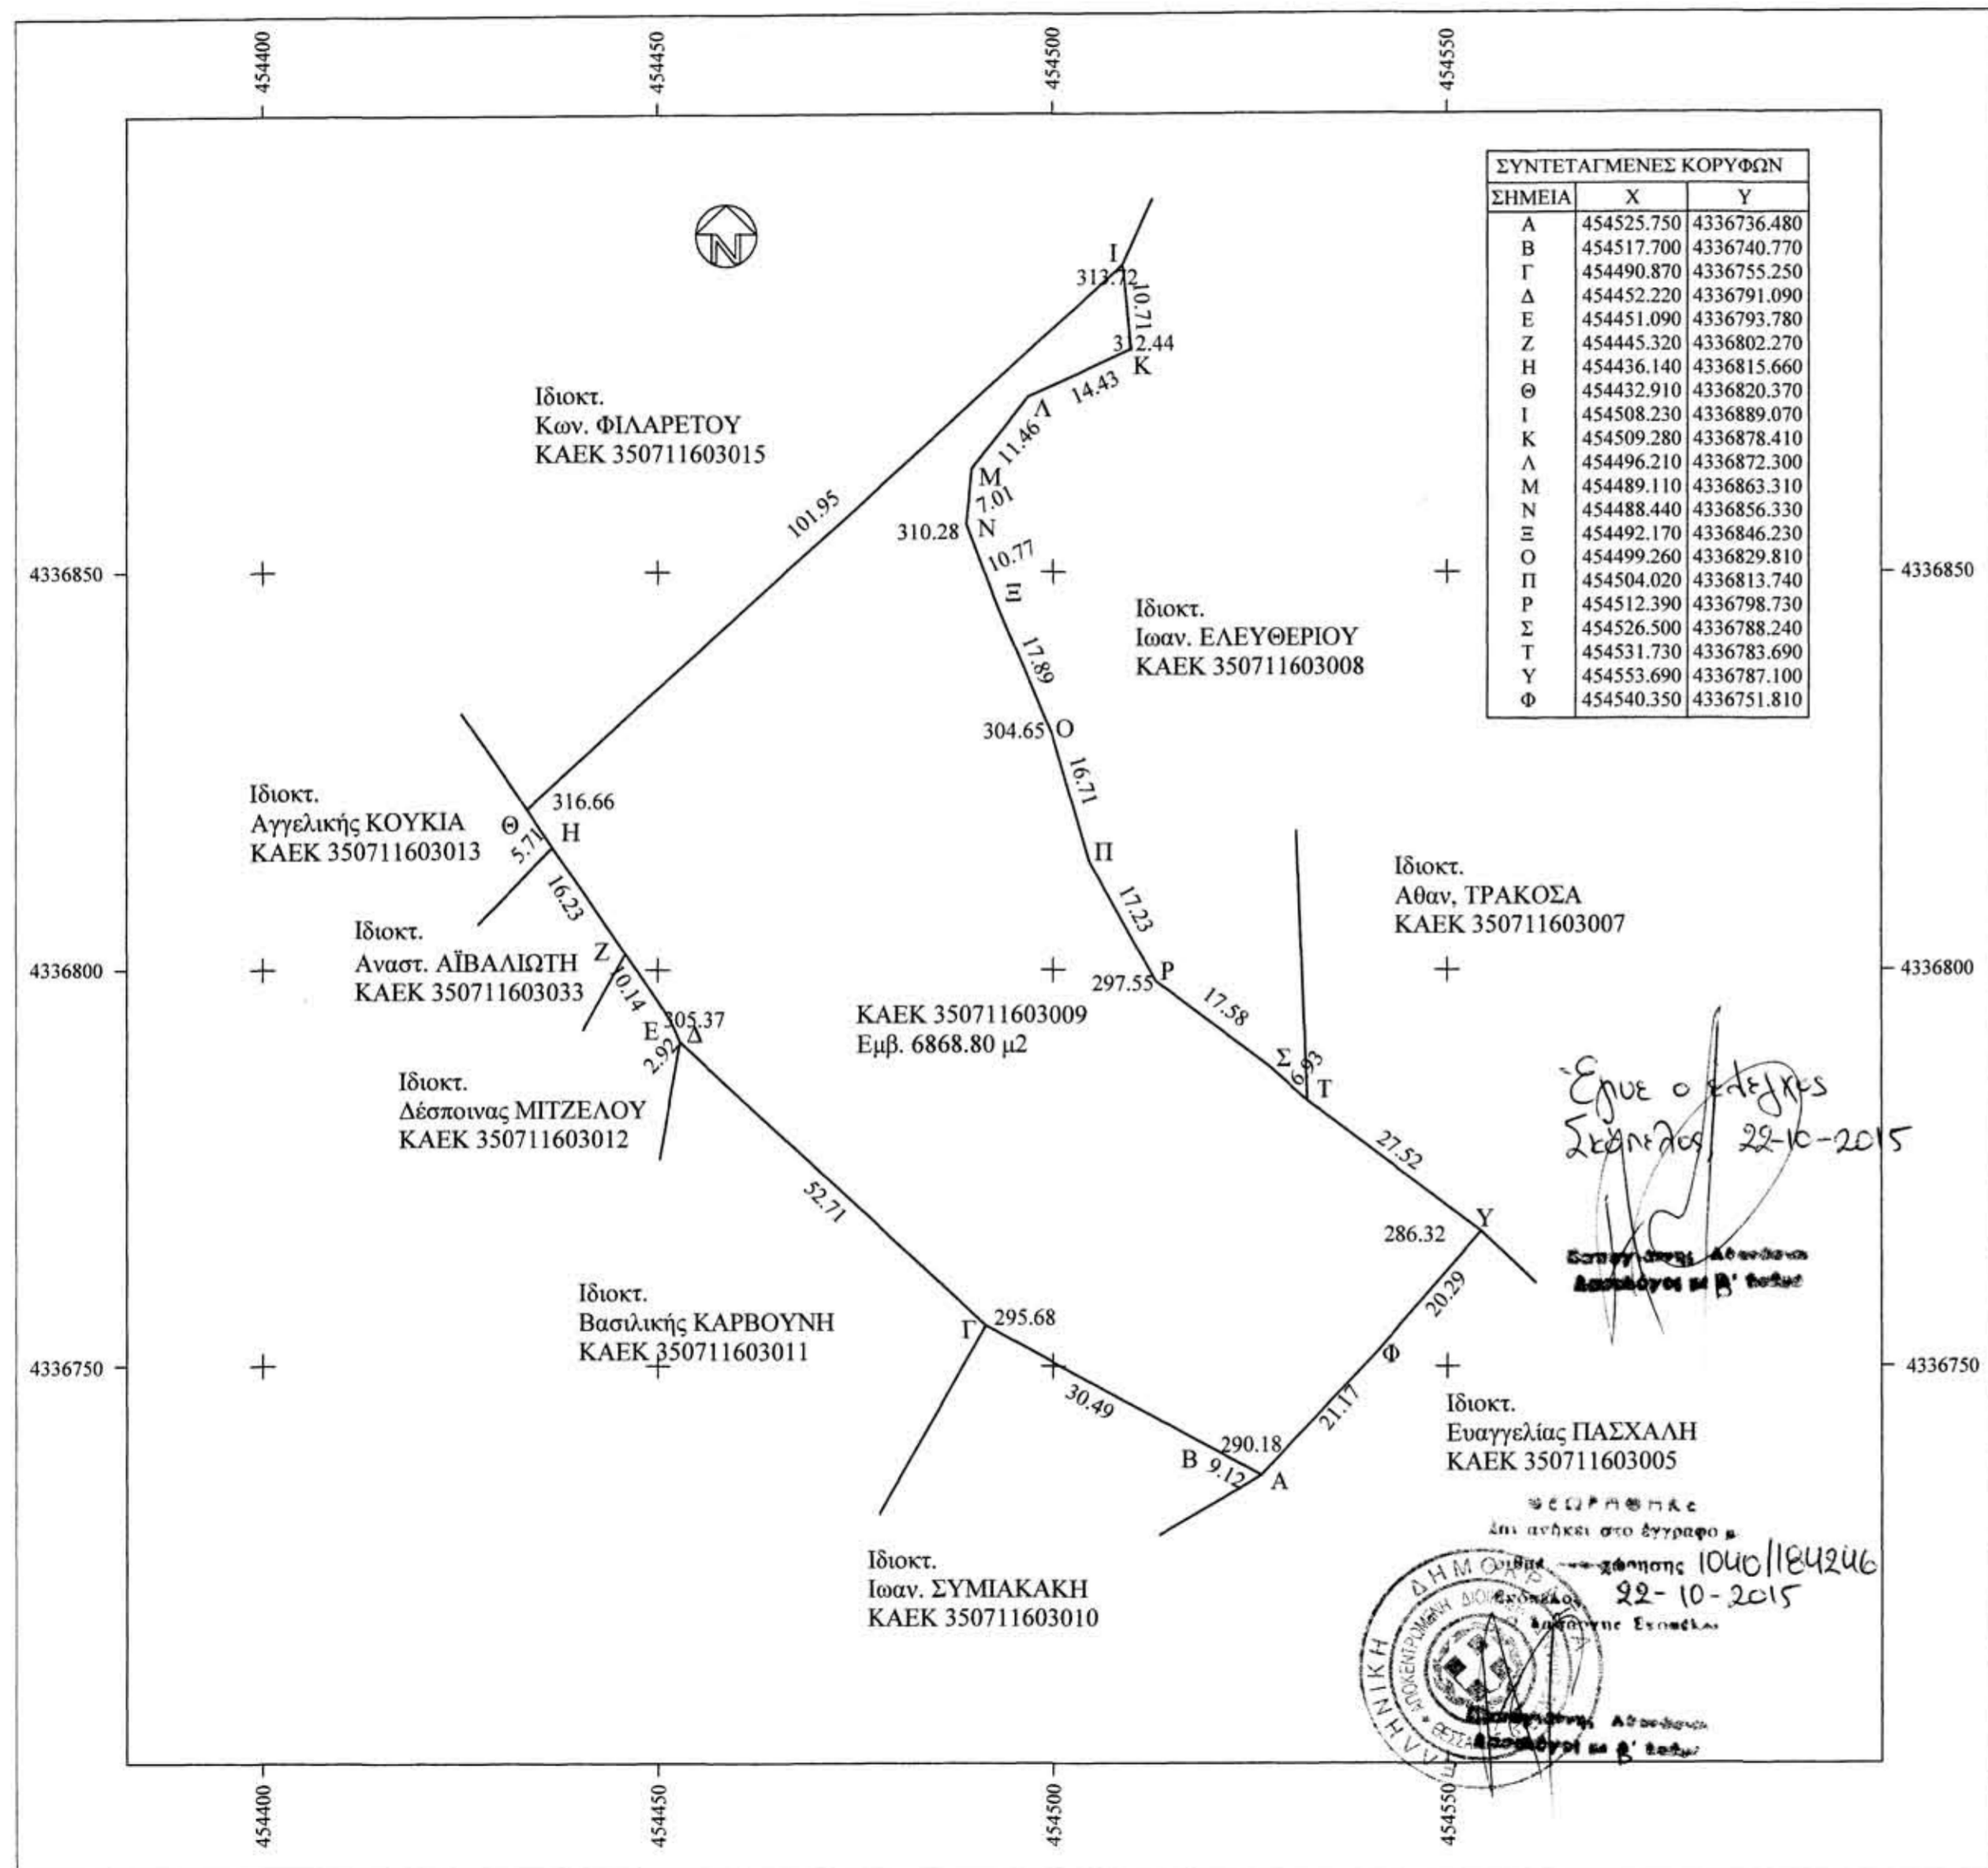 454400
454450
454500
454550
ΣΥΝΤΕΤΑΓΜΕΝΕΣ ΚΟΡΥΦΩΝ
ΣΗΜΕΙΑ X Y
Α 454525.750 4336736.480
Β 454517.700 4336740.770
Γ 454490.870 4336755.250
Δ 454452.220 4336791.090
Ε 454451.090 4336793.780
Ζ 454445.320 4336802.270
Η 454436.140 4336815.660
Θ 454432.910 4336820.370
Ι 454508.230 4336889.070
Κ 454509.280 4336878.410
Λ 454496.210 4336872.300
Μ 454489.110 4336863.310
Ν 454488.440 4336856.330
Ξ 454492.170 4336846.230
Ο 454499.260 4336829.810
Π 454504.020 4336813.740
Ρ 454512.390 4336798.730
Σ 454526.500 4336788.240
Τ 454531.730 4336783.690
Υ 454553.690 4336787.100
Φ 454540.350 4336751.810
N
Ι
313.72
10.71
312.44
Κ
14.43
Λ
11.46
Μ
7.01
310.28
Ν
10.77
Ξ
17.89
101.95
Ιδιοκτ.
Κων. ΦΙΛΑΡΕΤΟΥ
ΚΑΕΚ 350711603015
4336850
4336850
Ιδιοκτ.
Ιωαν. ΕΛΕΥΘΕΡΙΟΥ
ΚΑΕΚ 350711603008
304.65
Ο
16.71
Π
17.23
Ιδιοκτ.
Αγγελικής ΚΟΥΚΙΑ
ΚΑΕΚ 350711603013
316.66
Θ
Η
5.71
16.23
Ιδιοκτ.
Αθαν, ΤΡΑΚΟΣΑ
ΚΑΕΚ 350711603007
Ιδιοκτ.
Αναστ. ΑΪΒΑΛΙΩΤΗ
ΚΑΕΚ 350711603033
Ζ
10.14
4336800
4336800
297.55
Ρ
17.58
ΚΑΕΚ 350711603009
Εμβ. 6868.80 μ2
Ε
305.37
Δ
2.92
Σ
6.93
Τ
27.52
Ιδιοκτ.
Δέσποινας ΜΙΤΖΕΛΟΥ
ΚΑΕΚ 350711603012
Έγινε ο έλεγχος
Σκόπελος 22-10-2015
52.71
286.32
Υ
20.29
Φ
21.17
Ιδιοκτ.
Βασιλικής ΚΑΡΒΟΥΝΗ
ΚΑΕΚ 350711603011
Γ
295.68
30.49
4336750
4336750
Ιδιοκτ.
Ευαγγελίας ΠΑΣΧΑΛΗ
ΚΑΕΚ 350711603005
290.18
Β
9.12
Α
Ιδιοκτ.
Ιωαν. ΣΥΜΙΑΚΑΚΗ
ΚΑΕΚ 350711603010
ανήκει στο έγγραφο
1040/184246
22-10-2015
ΕΛΛΗΝΙΚΗ ΔΗΜΟΚΡΑΤΙΑ
454400
454450
454500
454550